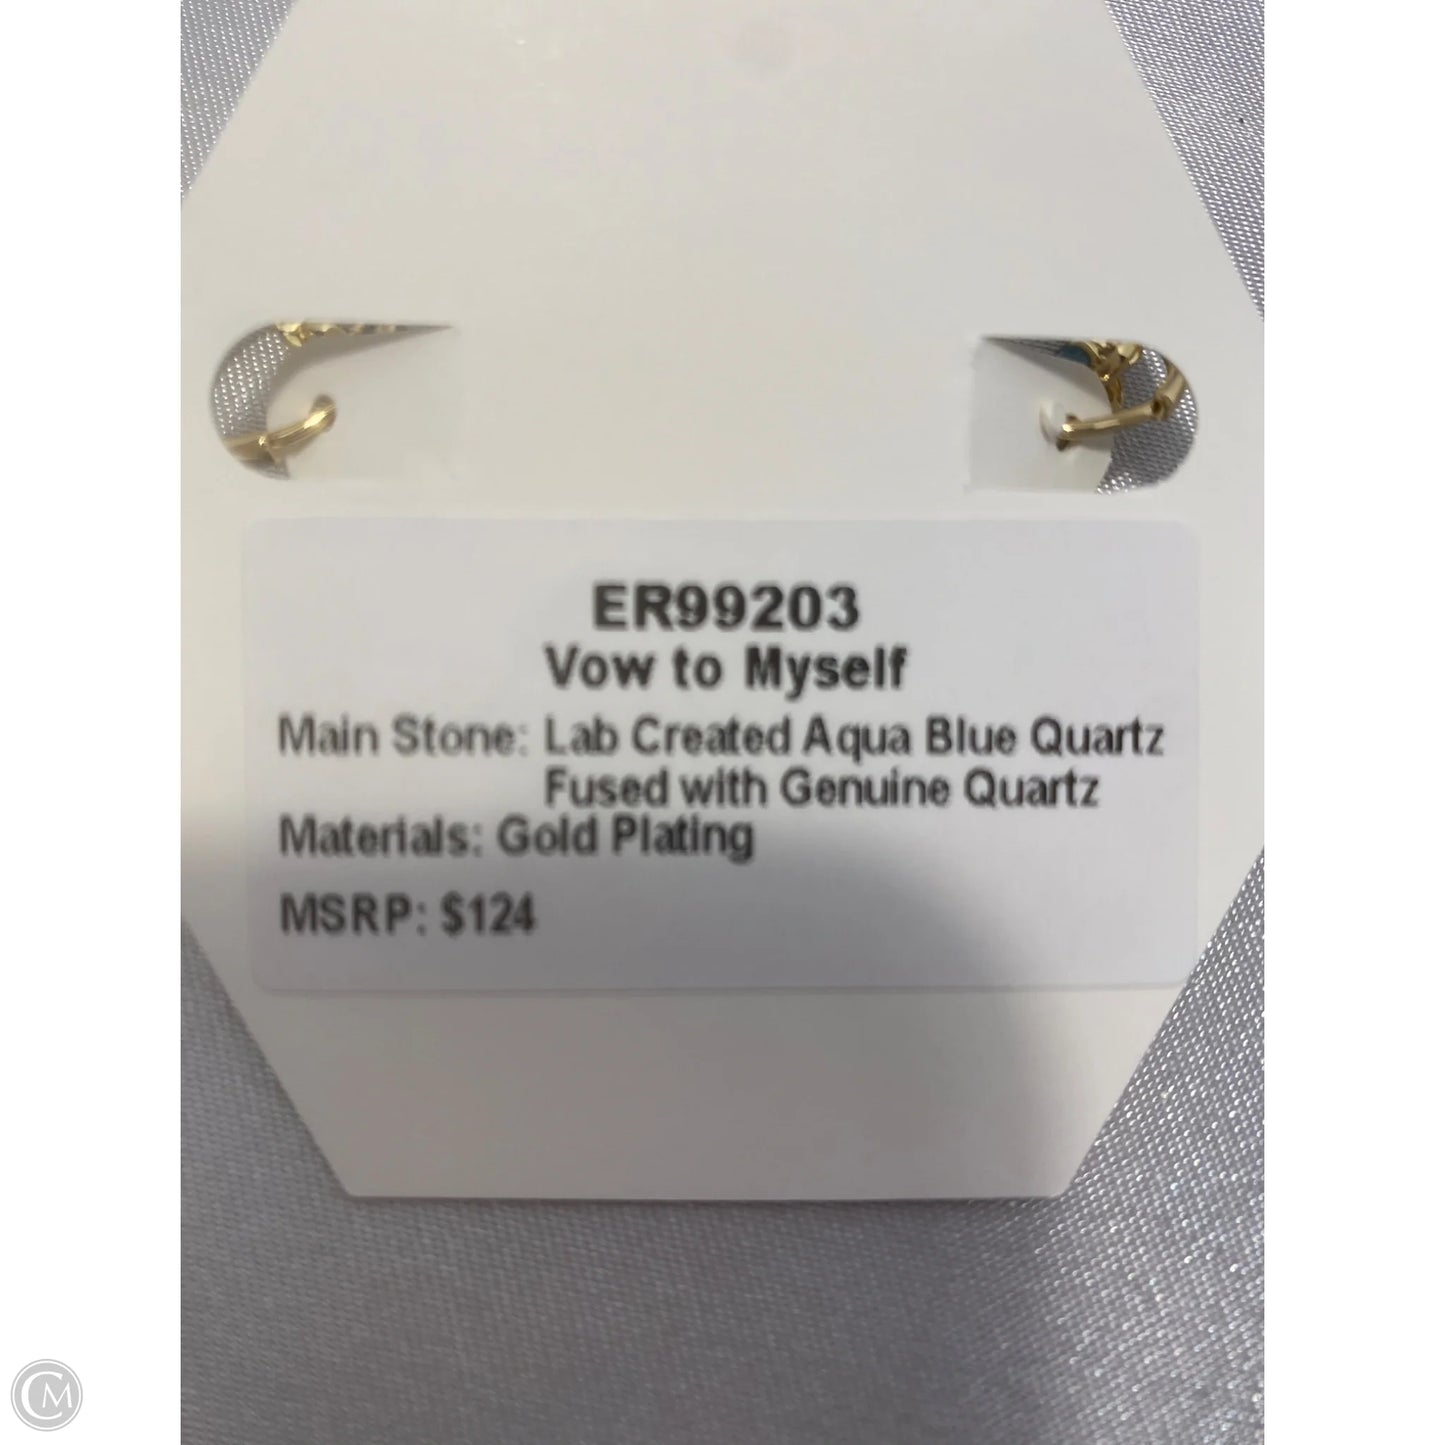 ER99203
Vow to Myself
Main Stone: Lab Created Aqua Blue Quartz
Fused with Genuine Quartz
Materials: Gold Plating
MSRP: $124
CM